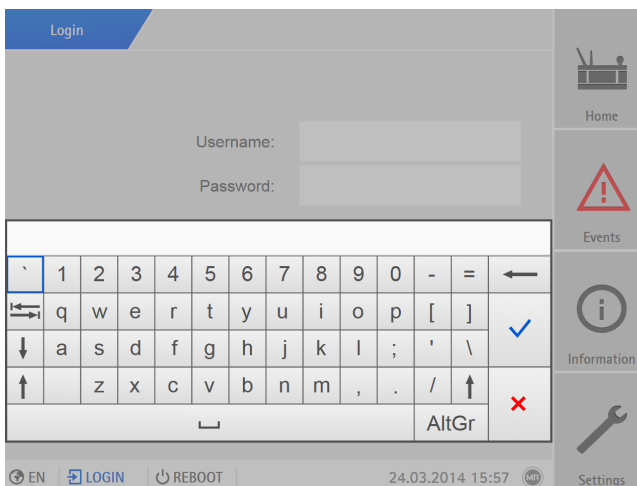 Login
Home
Username:
Password:
Events
` 1 2 3 4 5 6 7 8 9 0 - =
q w e r t y u i o p [ ]
a s d f g h j k l ; ' \
Information
z x c v b n m , . /
AltGr
EN LOGIN REBOOT 24.03.2014 15:57 MR
Settings